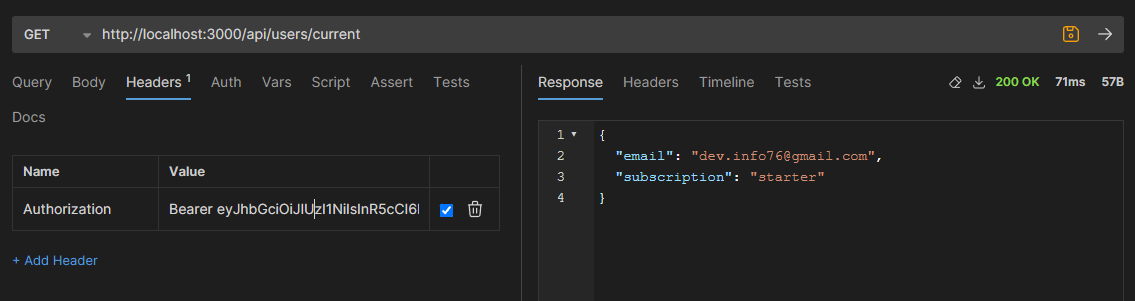 GET http://localhost:3000/api/users/current
Query Body Headers 1 Auth Vars Script Assert Tests
Docs
Name Value
Authorization Bearer
+ Add Header
Response Headers Timeline Tests 200 OK 71ms 57B
1 {
2 "email": "dev.info76@gmail.com",
3 "subscription": "starter"
4 }